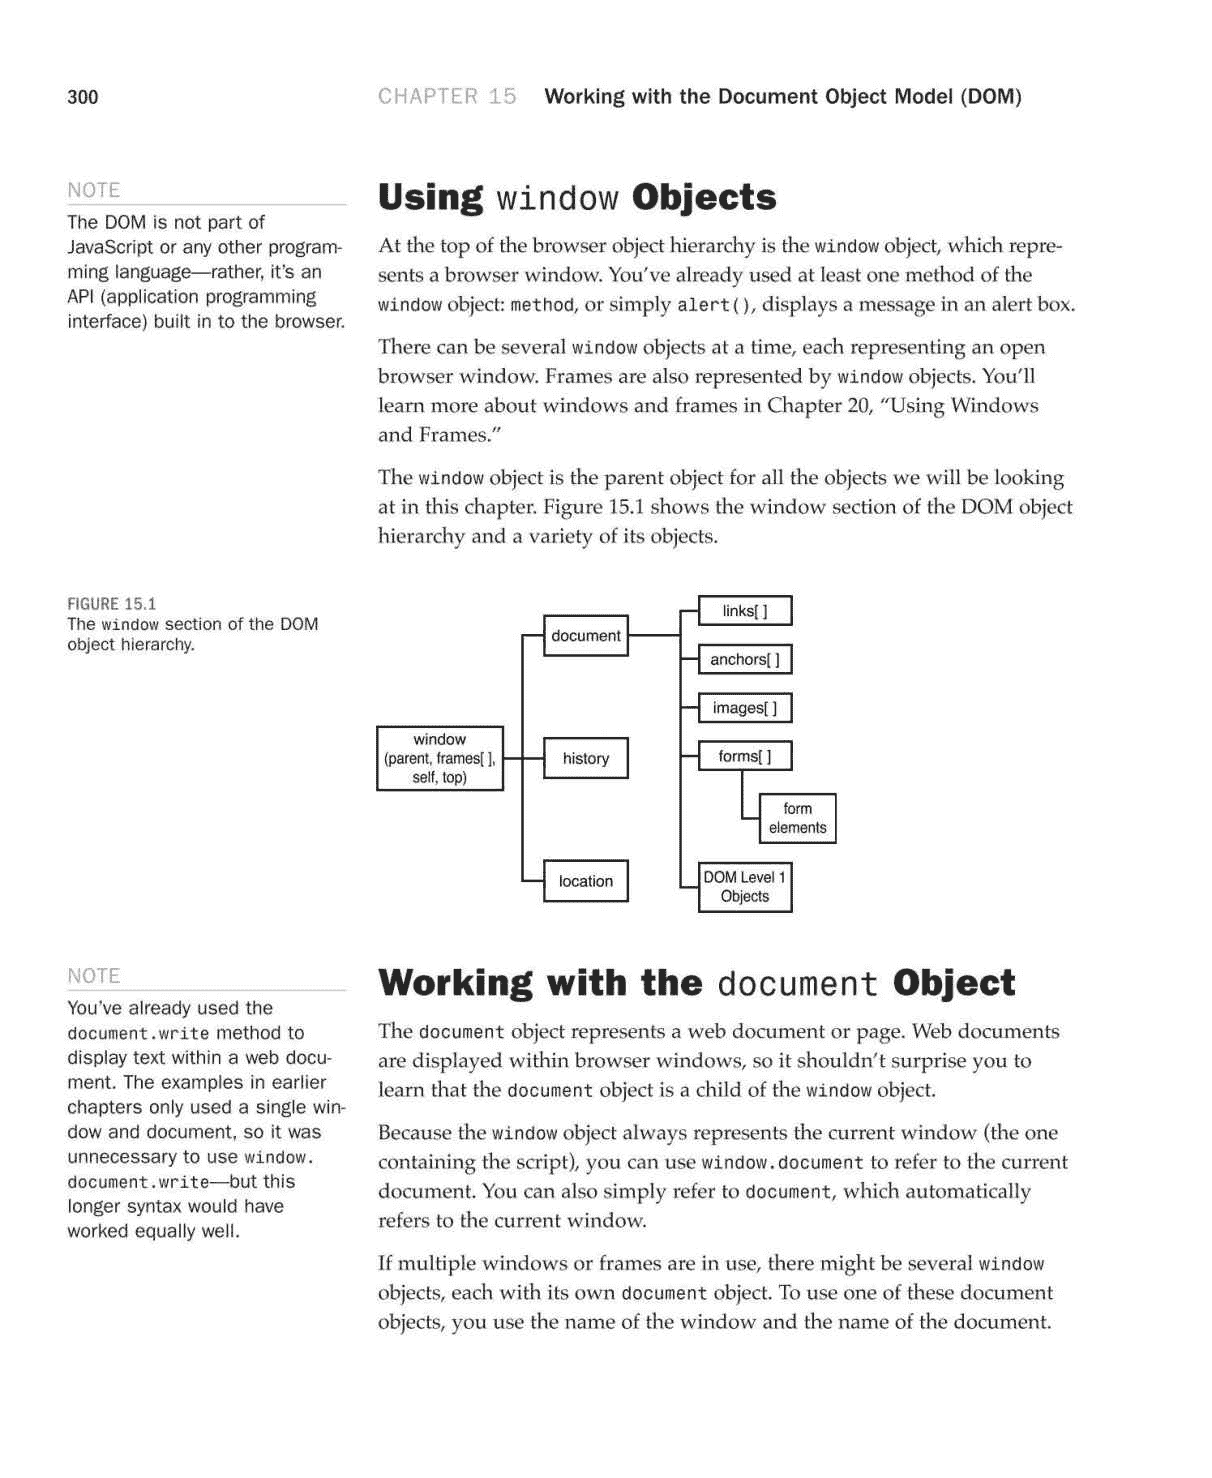 300
CHAPTER 15 Working with the Document Object Model (DOM)
NOTE
The DOM is not part of
JavaScript or any other program-
ming language—rather, it's an
API (application programming
interface) built in to the browser.
Using window Objects
At the top of the browser object hierarchy is the window object, which repre-
sents a browser window. You've already used at least one method of the
window object: method, or simply alert(), displays a message in an alert box.
There can be several window objects at a time, each representing an open
browser window. Frames are also represented by window objects. You'll
learn more about windows and frames in Chapter 20, "Using Windows
and Frames."
The window object is the parent object for all the objects we will be looking
at in this chapter. Figure 15.1 shows the window section of the DOM object
hierarchy and a variety of its objects.
FIGURE 15.1
The window section of the DOM
object hierarchy.
window
(parent, frames[ ],
self, top)
document
history
location
links[ ]
anchors[ ]
images[ ]
forms[ ]
form
elements
DOM Level 1
Objects
NOTE
You've already used the
document.write method to
display text within a web docu-
ment. The examples in earlier
chapters only used a single win-
dow and document, so it was
unnecessary to use window.
document.write—but this
longer syntax would have
worked equally well.
Working with the document Object
The document object represents a web document or page. Web documents
are displayed within browser windows, so it shouldn't surprise you to
learn that the document object is a child of the window object.
Because the window object always represents the current window (the one
containing the script), you can use window.document to refer to the current
document. You can also simply refer to document, which automatically
refers to the current window.
If multiple windows or frames are in use, there might be several window
objects, each with its own document object. To use one of these document
objects, you use the name of the window and the name of the document.